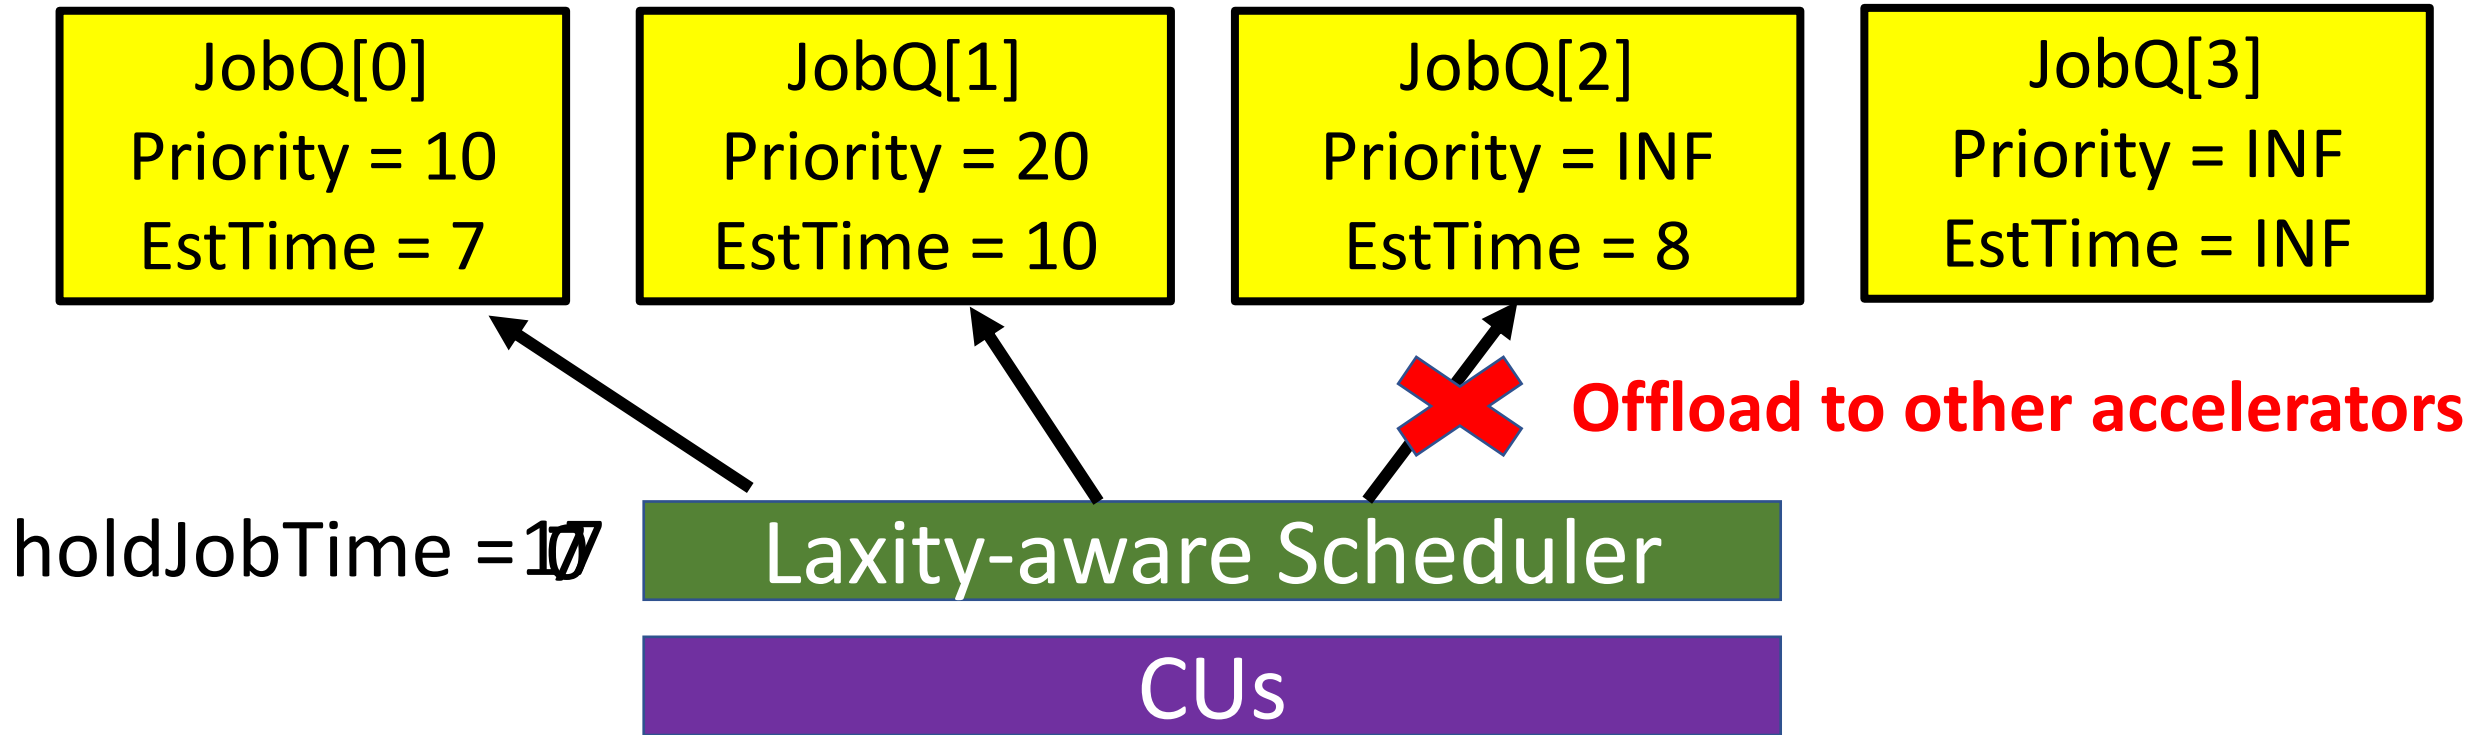 JobQ[0]
Priority = 10
EstTime = 7
JobQ[1]
Priority = 20
EstTime = 10
JobQ[2]
Priority = INF
EstTime = 8
JobQ[3]
Priority = INF
EstTime = INF
Offload to other accelerators
holdJobTime =
Laxity-aware Scheduler
CUs